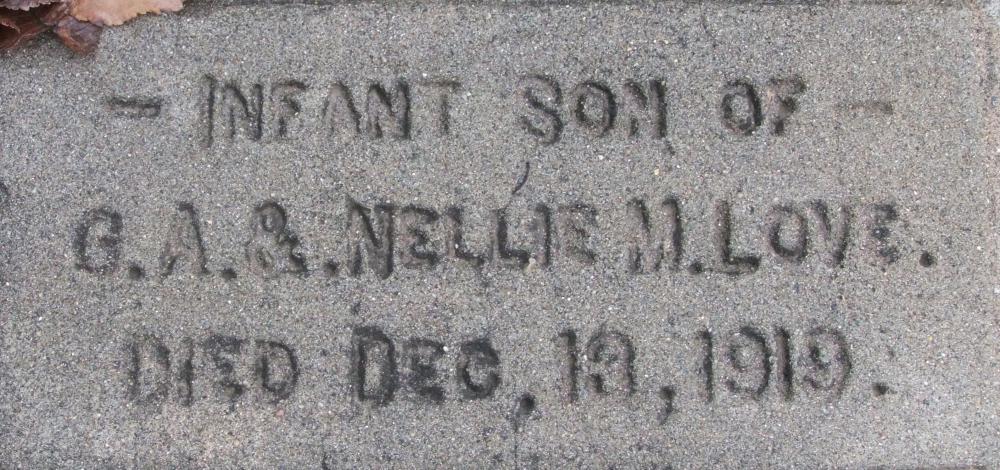 - INFANT SON OF -
G.A. &. NELLIE M. LOVE.
DIED DEC, 13, 1919.